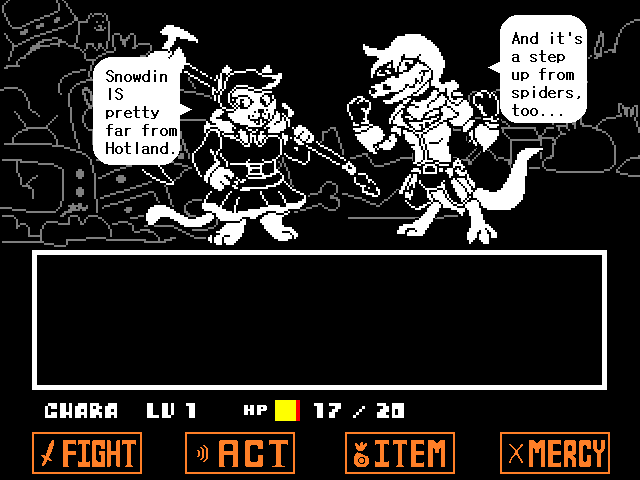 Snowdin
IS
pretty
far from
Hotland.
And it's
a step
up from
spiders,
too...
CHARA LV 1 HP 17 / 20
FIGHT ACT ITEM MERCY